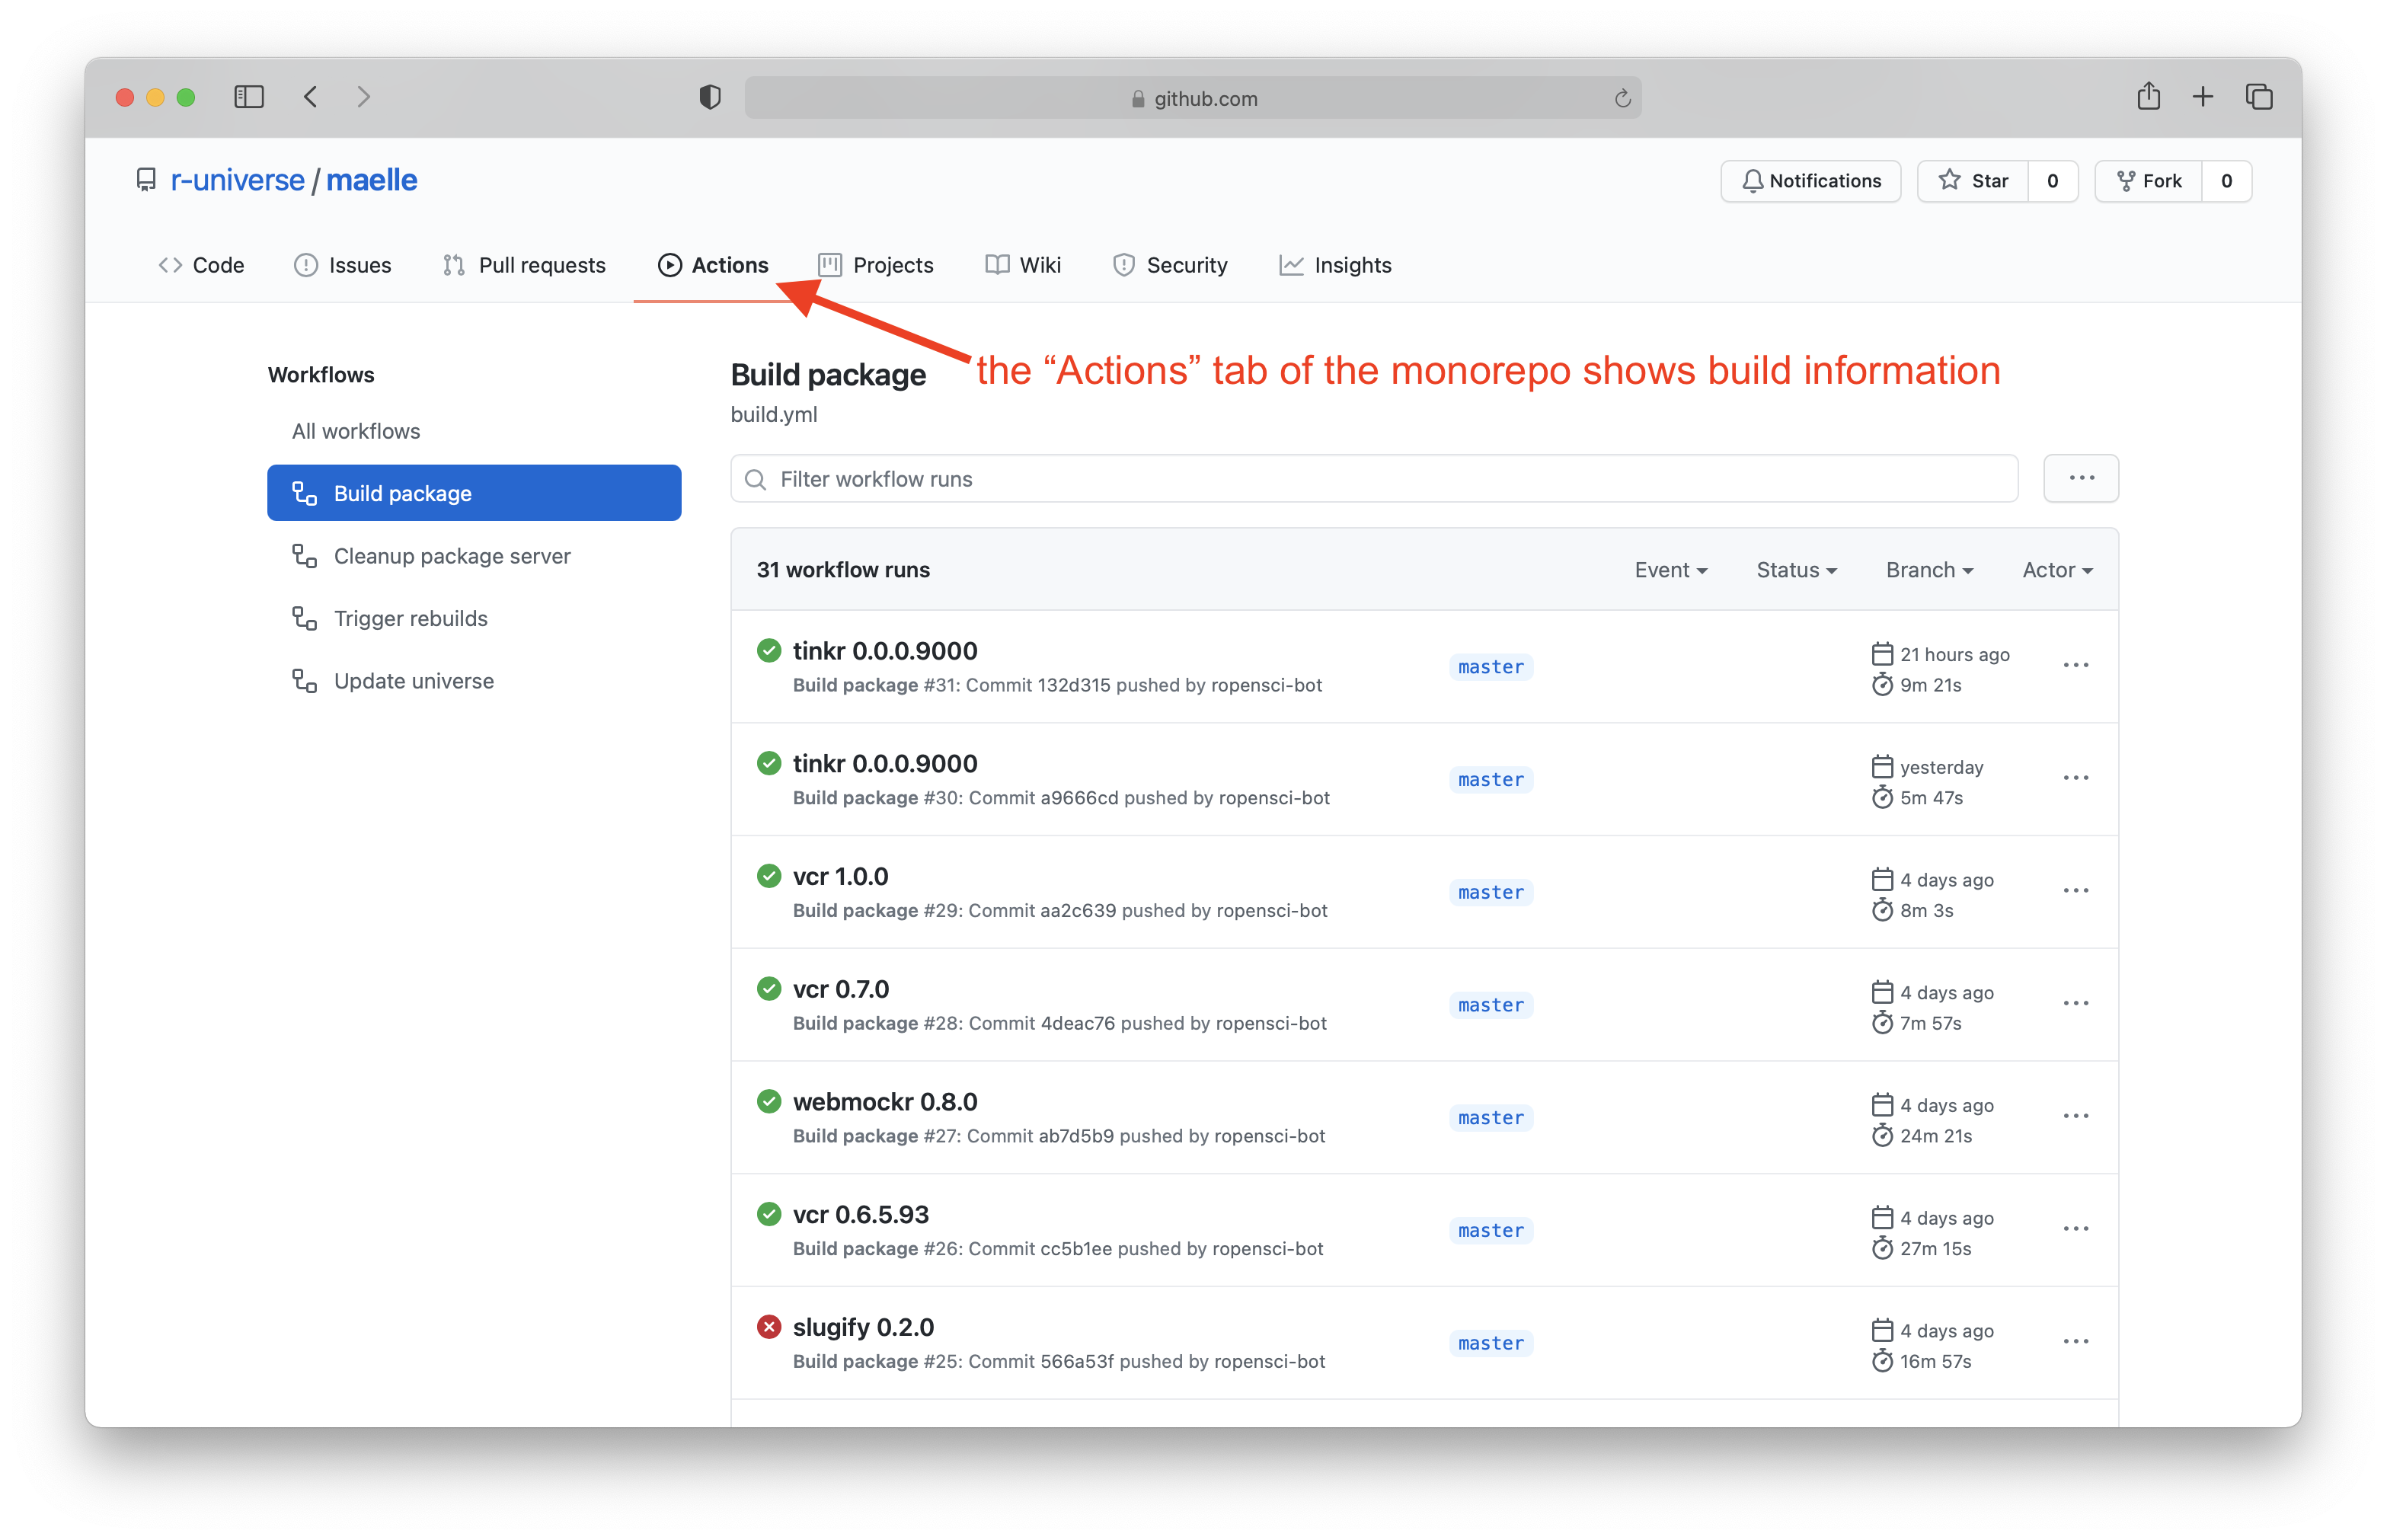 github.com
r-universe / maelle
Notifications
Star 0
Fork 0
Code Issues Pull requests Actions Projects Wiki Security Insights
the “Actions” tab of the monorepo shows build information
Workflows
All workflows
Build package
Cleanup package server
Trigger rebuilds
Update universe
Build package
build.yml
Filter workflow runs
31 workflow runs Event Status Branch Actor
tinkr 0.0.0.9000
Build package #31: Commit 132d315 pushed by ropensci-bot
master
21 hours ago
9m 21s
tinkr 0.0.0.9000
Build package #30: Commit a9666cd pushed by ropensci-bot
master
yesterday
5m 47s
vcr 1.0.0
Build package #29: Commit aa2c639 pushed by ropensci-bot
master
4 days ago
8m 3s
vcr 0.7.0
Build package #28: Commit 4deac76 pushed by ropensci-bot
master
4 days ago
7m 57s
webmockr 0.8.0
Build package #27: Commit ab7d5b9 pushed by ropensci-bot
master
4 days ago
24m 21s
vcr 0.6.5.93
Build package #26: Commit cc5b1ee pushed by ropensci-bot
master
4 days ago
27m 15s
slugify 0.2.0
Build package #25: Commit 566a53f pushed by ropensci-bot
master
4 days ago
16m 57s